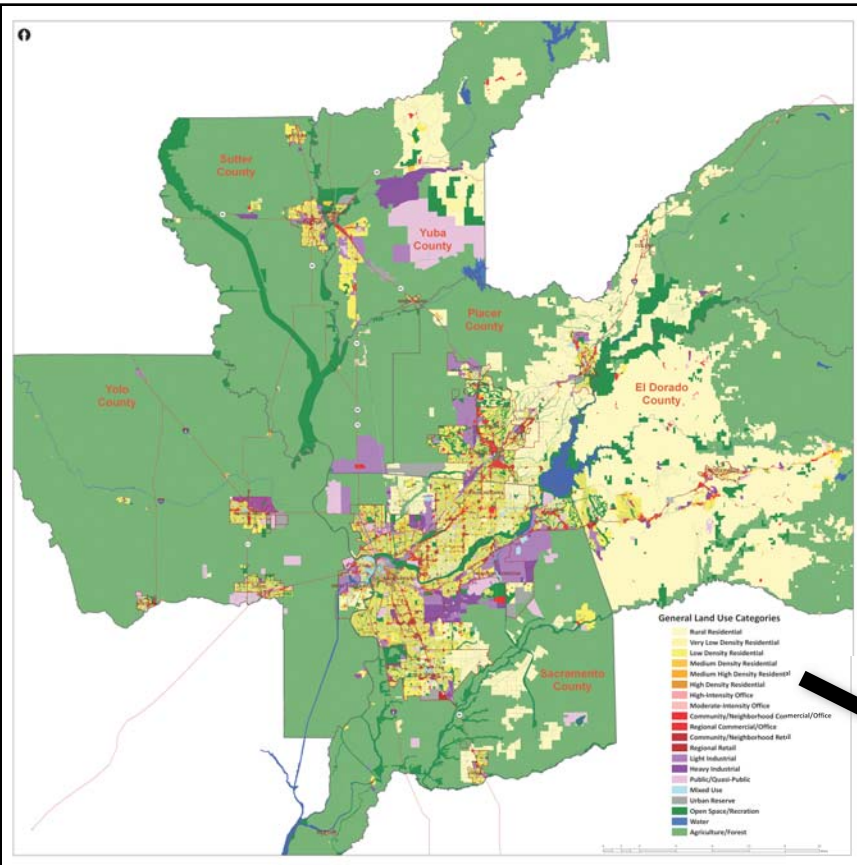 Sutter
County
Yuba
County
Placer
County
Yolo
County
El Dorado
County
Sacramento
County
General Land Use Categories
Rural Residential
Very Low Density Residential
Low Density Residential
Medium Density Residential
Medium High Density Residential
High Density Residential
High-Intensity Office
Moderate-Intensity Office
Community/Neighborhood Commercial/Office
Regional Commercial/Office
Community/Neighborhood Retail
Regional Retail
Light Industrial
Heavy Industrial
Public/Quasi-Public
Mixed Use
Urban Reserve
Open Space/Recration
Water
Agriculture/Forest